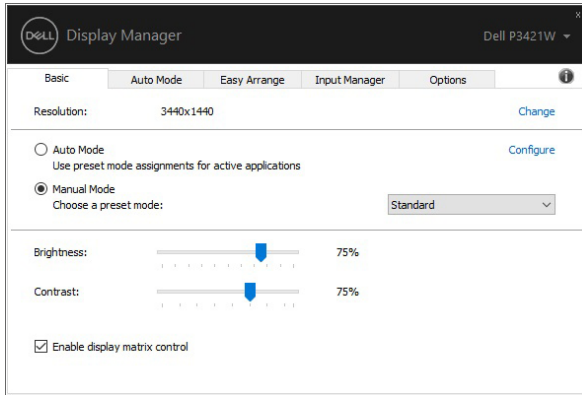 DELL Display Manager
Dell P3421W
x
Basic Auto Mode Easy Arrange Input Manager Options
Resolution: 3440x1440 Change
Auto Mode Configure
Use preset mode assignments for active applications
Manual Mode
Choose a preset mode: Standard
Brightness: 75%
Contrast: 75%
Enable display matrix control